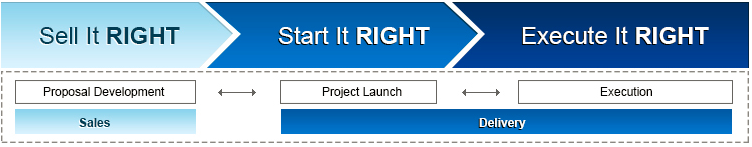 Sell It RIGHT Start It RIGHT Execute It RIGHT
Proposal Development Project Launch Execution
Sales Delivery